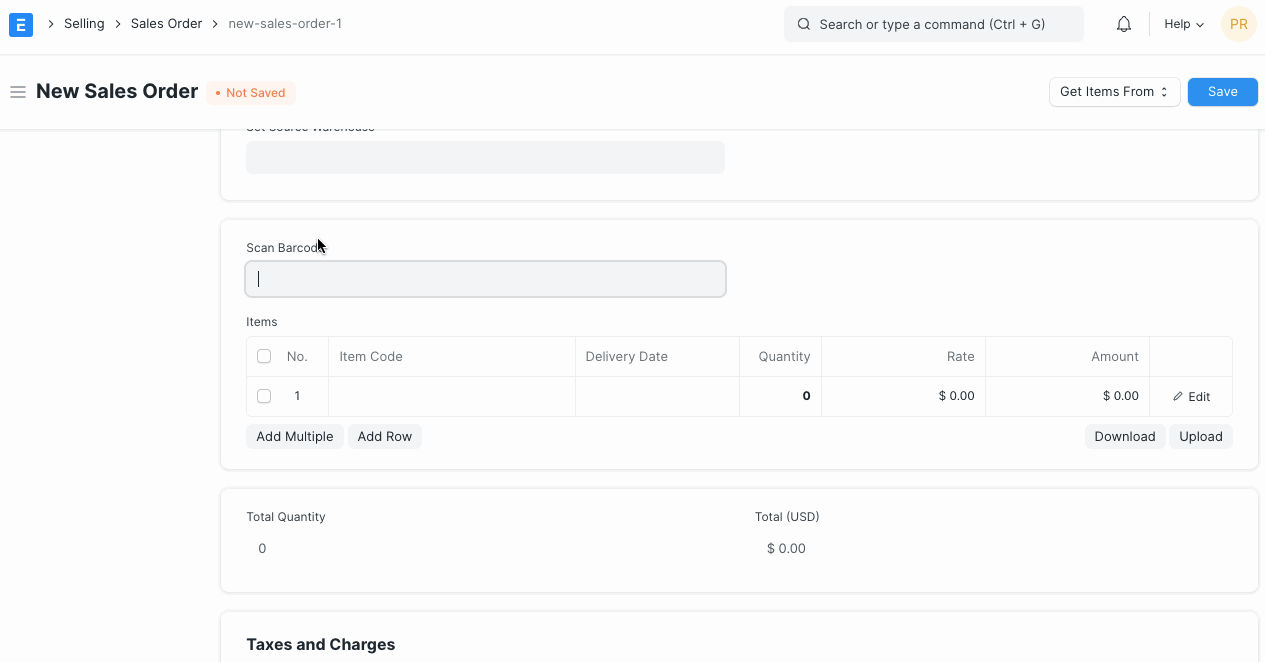 E Selling Sales Order new-sales-order-1 Search or type a command (Ctrl + G) Help PR
New Sales Order • Not Saved Get Items From Save
Set Source Warehouse
Scan Barcode
Items
No. Item Code Delivery Date Quantity Rate Amount
1 0 $ 0.00 $ 0.00 Edit
Add Multiple Add Row Download Upload
Total Quantity Total (USD)
0 $ 0.00
Taxes and Charges